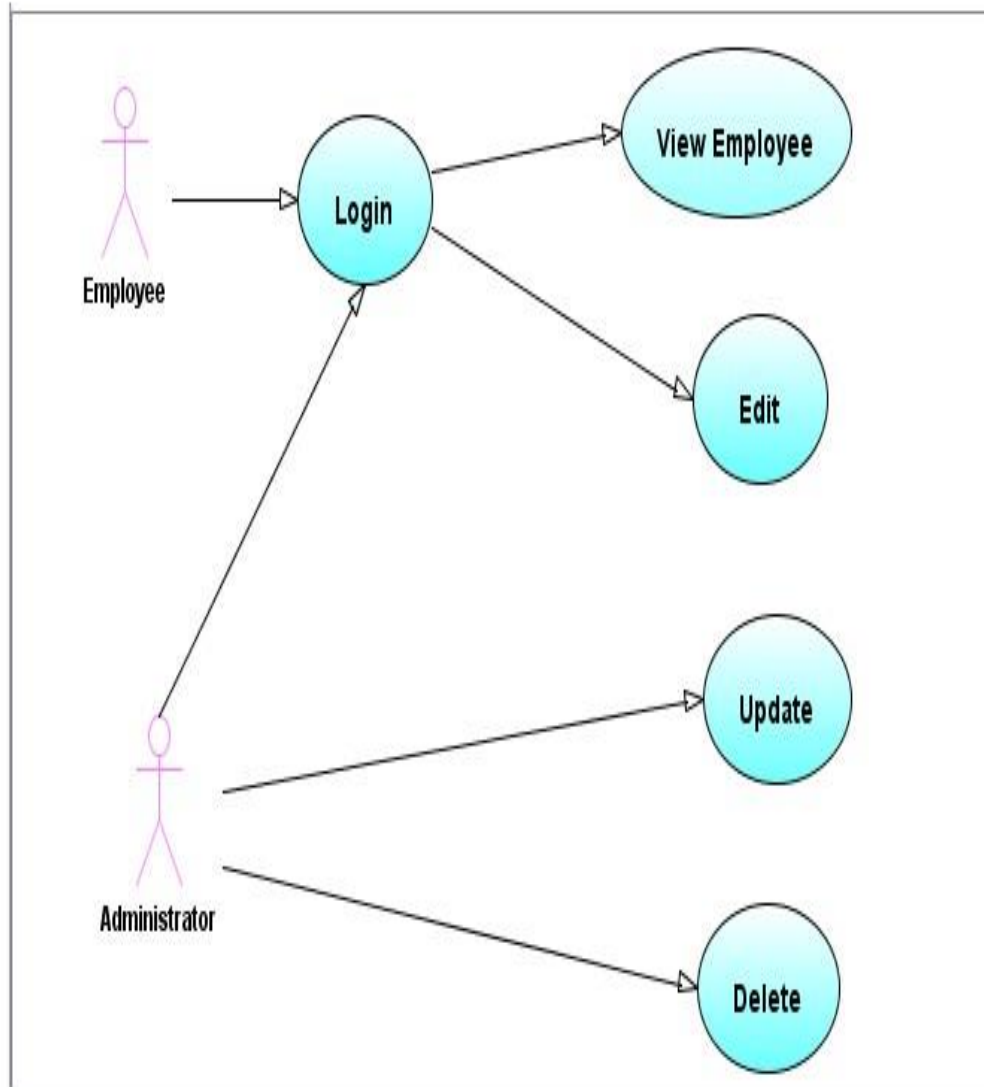 View Employee
Login
Employee
Edit
Update
Administrator
Delete